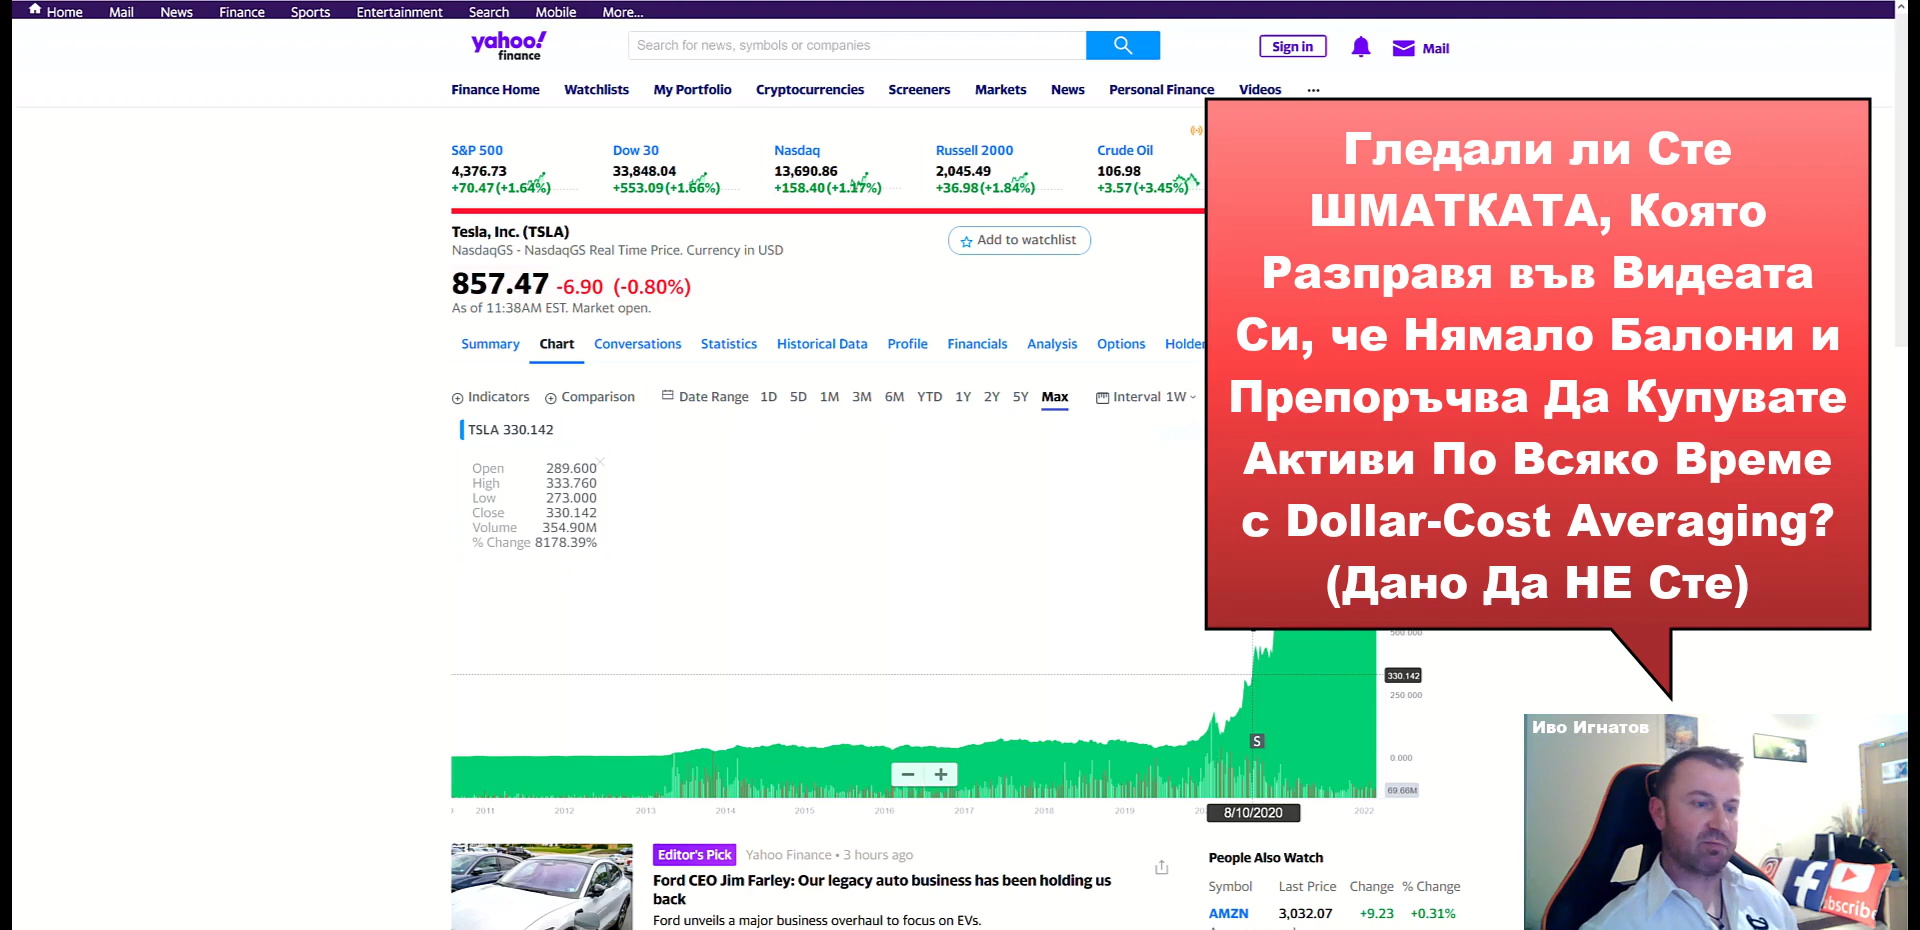 Home Mail News Finance Sports Entertainment Search Mobile More...
yahoo!
finance
Search for news, symbols or companies
Sign in
Mail
Finance Home Watchlists My Portfolio Cryptocurrencies Screeners Markets News Personal Finance Videos ...
S&P 500 Dow 30 Nasdaq Russell 2000 Crude Oil
4,376.73 33,848.04 13,690.86 2,045.49 106.98
+70.47 (+1.64%) +553.09 (+1.66%) +158.40 (+1.17%) +36.98 (+1.84%) +3.57 (+3.45%)
Tesla, Inc. (TSLA)
NasdaqGS - NasdaqGS Real Time Price. Currency in USD
Add to watchlist
857.47 -6.90 (-0.80%)
As of 11:38AM EST. Market open.
Summary Chart Conversations Statistics Historical Data Profile Financials Analysis Options Holder
Indicators Comparison Date Range 1D 5D 1M 3M 6M YTD 1Y 2Y 5Y Max Interval 1W
TSLA 330.142
Open 289.600
High 333.760
Low 273.000
Close 330.142
Volume 354.90M
% Change 8178.39%
Гледали ли Сте
ШМАТКАТА, Която
Разправя във Видеата
Си, че Нямало Балони и
Препоръчва Да Купувате
Активи По Всяко Време
с Dollar-Cost Averaging?
(Дано Да НЕ Сте)
500.000
330.142
250.000
0.000
69.66M
S
2011 2012 2013 2014 2015 2016 2017 2018 2019 8/10/2020 2022
Иво Игнатов
Editor's Pick Yahoo Finance • 3 hours ago
Ford CEO Jim Farley: Our legacy auto business has been holding us
back
Ford unveils a major business overhaul to focus on EVs.
People Also Watch
Symbol Last Price Change % Change
AMZN 3,032.07 +9.23 +0.31%